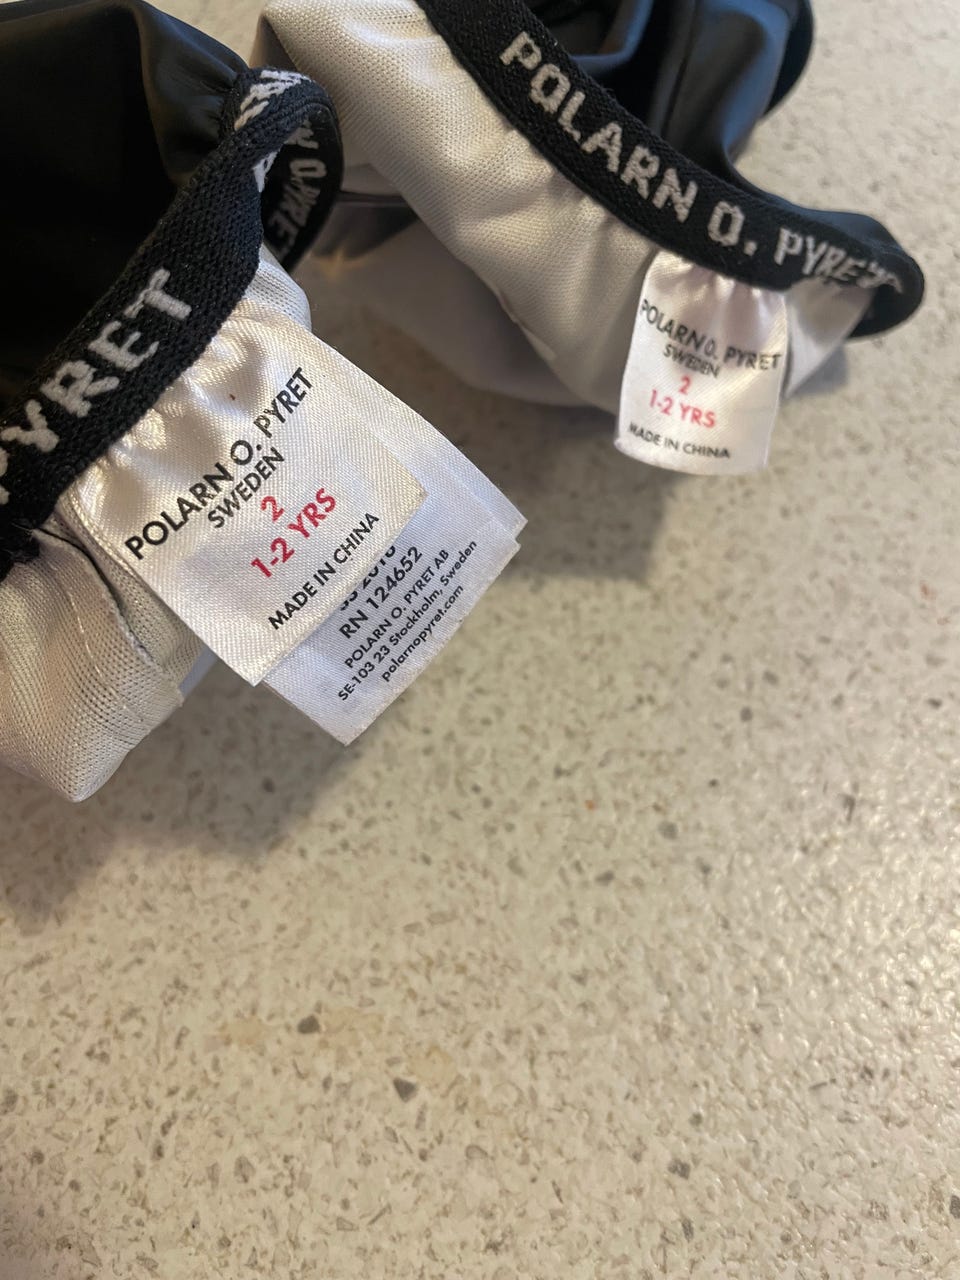 PYRET
O. PYRE
POLARN O. PYRET
SWEDEN
2
1-2 YRS
MADE IN CHINA
RN 124652
POLARN O. PYRET AB
SE-103 23 Stockholm, Sweden
polarnopyret.com
POLARN O. PYRET
POLARN O. PYRET
SWEDEN
2
1-2 YRS
MADE IN CHINA